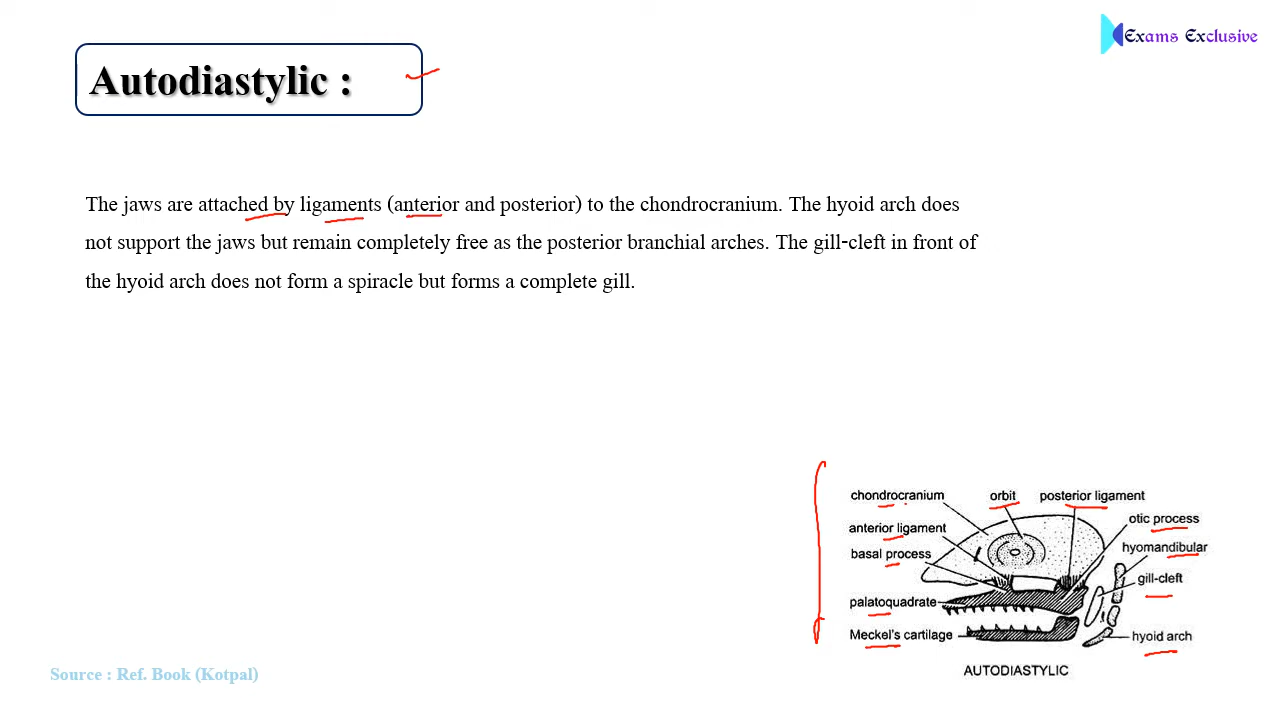 Exams Exclusive
Autodiastylic :
The jaws are attached by ligaments (anterior and posterior) to the chondrocranium. The hyoid arch does
not support the jaws but remain completely free as the posterior branchial arches. The gill-cleft in front of
the hyoid arch does not form a spiracle but forms a complete gill.
chondrocranium
orbit
posterior ligament
anterior ligament
otic process
basal process
hyomandibular
gill-cleft
palatoquadrate
Meckel's cartilage
hyoid arch
AUTODIASTYLIC
Source : Ref. Book (Kotpal)